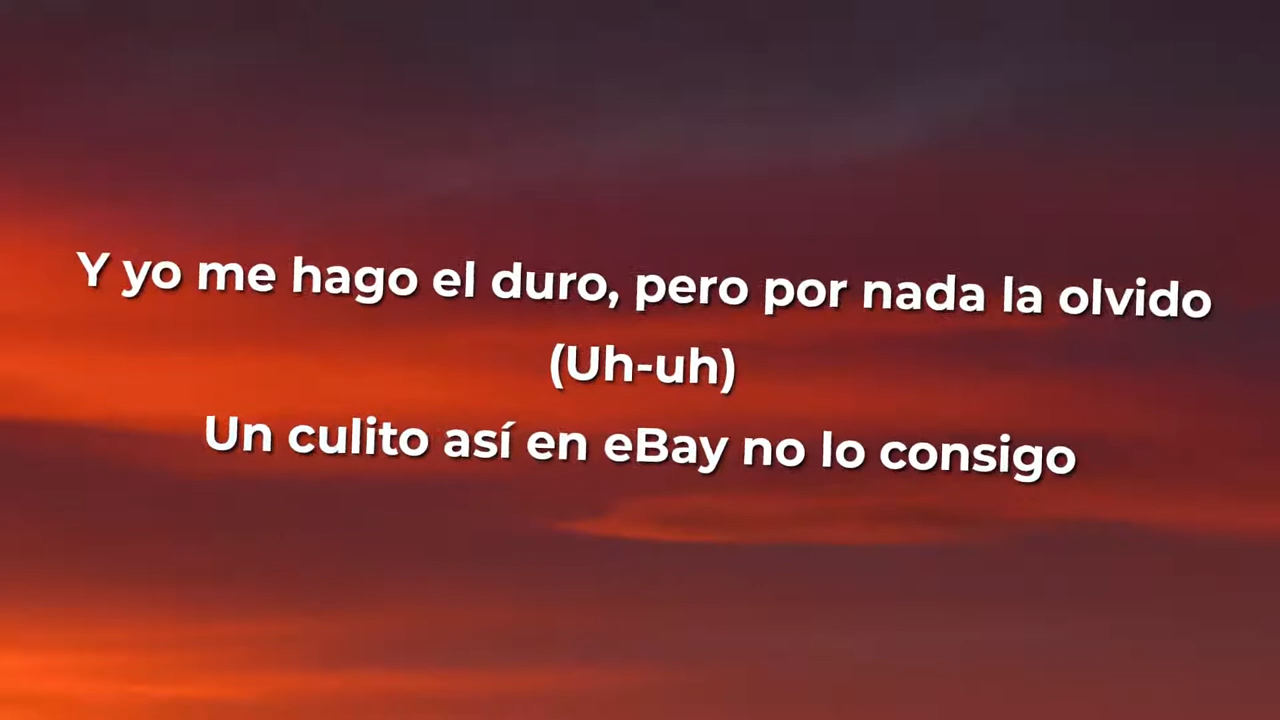 Y yo me hago el duro, pero por nada la olvido
(Uh-uh)
Un culito así en eBay no lo consigo